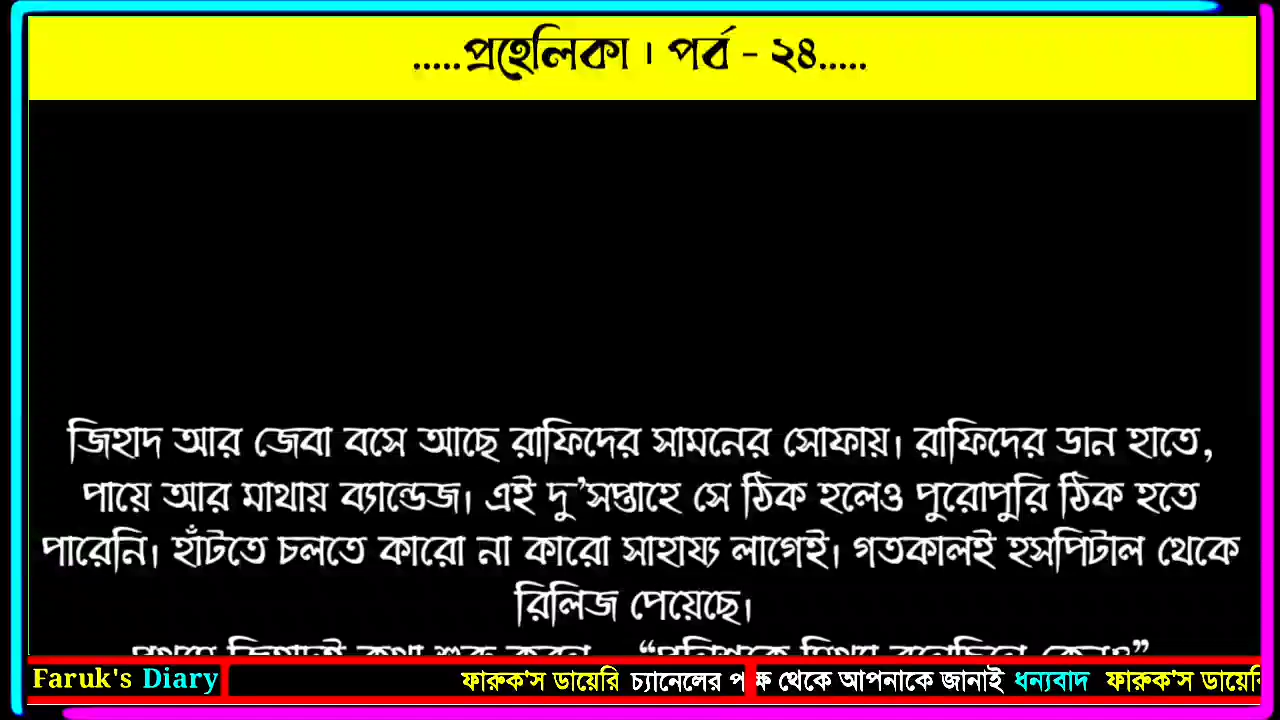 .....প্রহেলিকা । পর্ব - ২৪.....
জিহাদ আর জেবা বসে আছে রাফিদের সামনের সোফায়। রাফিদের ডান হাতে,
পায়ে আর মাথায় ব্যান্ডেজ। এই দু’সপ্তাহে সে ঠিক হলেও পুরোপুরি ঠিক হতে
পারেনি। হাঁটতে চলতে কারো না কারো সাহায্য লাগেই। গতকালই হসপিটাল থেকে
রিলিজ পেয়েছে।
Faruk's Diary ফারুক'স ডায়েরি চ্যানেলের পক্ষ থেকে আপনাকে জানাই ধন্যবাদ ফারুক'স ডায়েরি